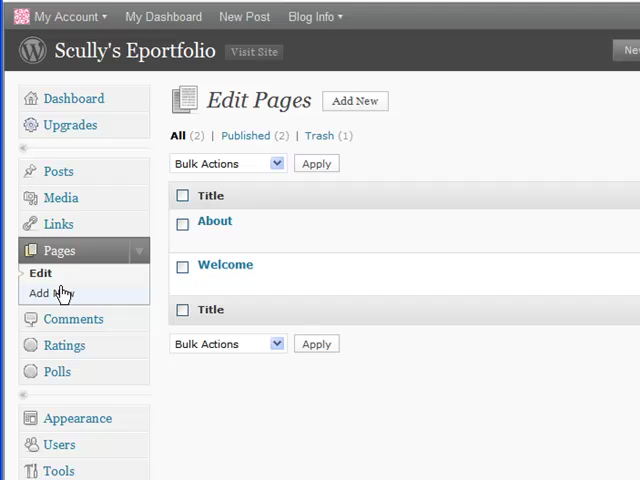 My Account My Dashboard New Post Blog Info
Scully's Eportfolio Visit Site Ne
Dashboard
Upgrades
Posts
Media
Links
Pages
Edit
Add New
Comments
Ratings
Polls
Appearance
Users
Tools
Edit Pages Add New
All (2) | Published (2) | Trash (1)
Bulk Actions Apply
Title
About
Welcome
Title
Bulk Actions Apply